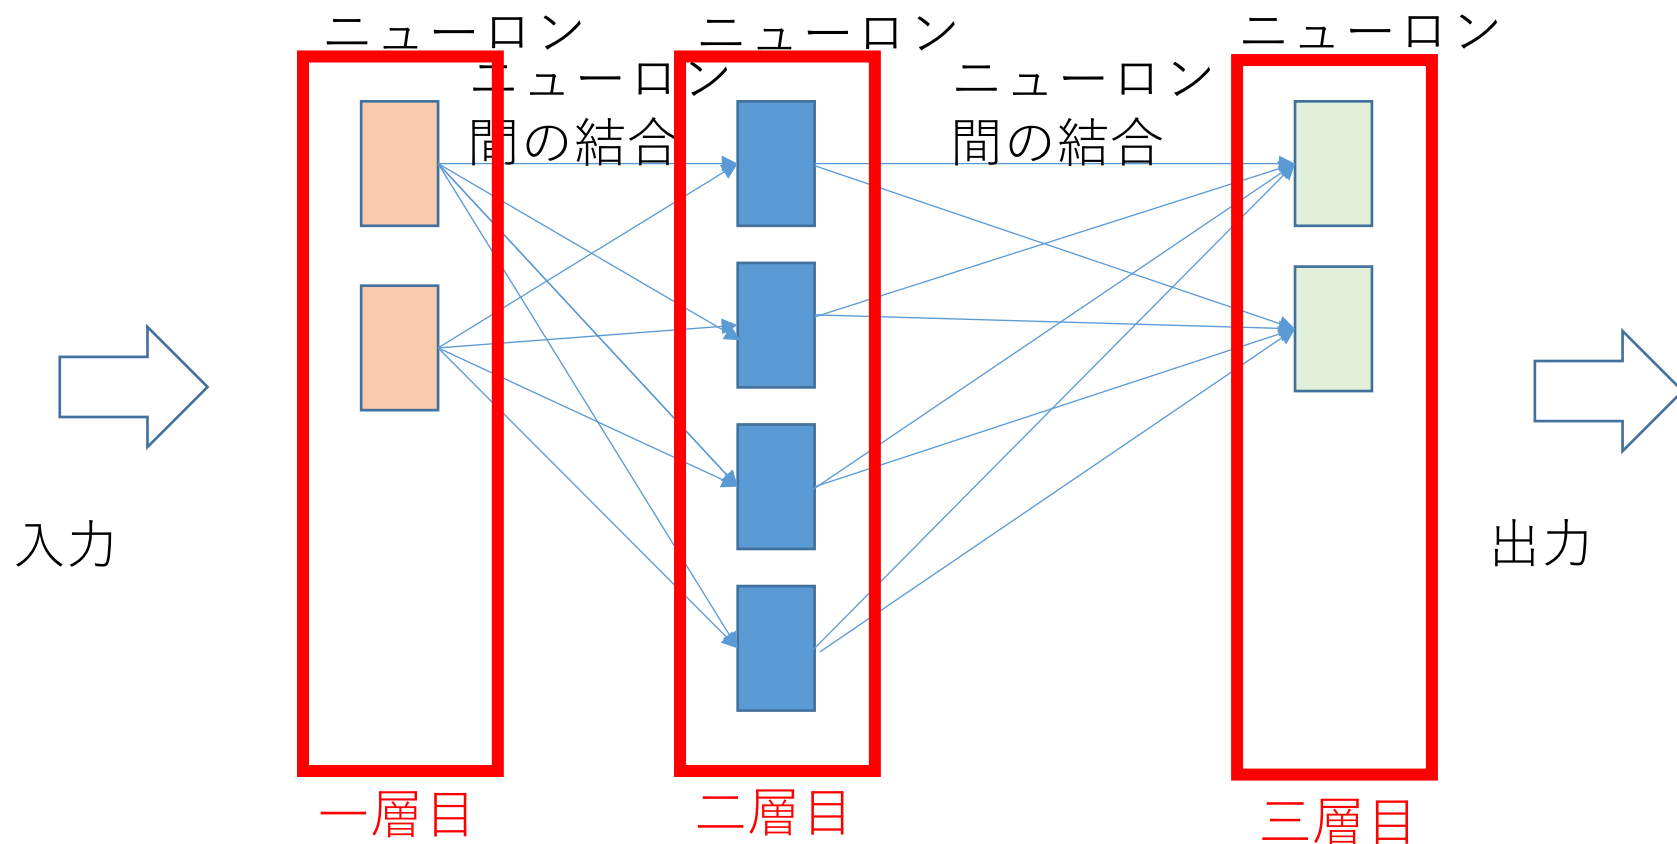 ニューロン
ニューロン
ニューロン
ニューロン
間の結合
ニューロン
間の結合
入力
出力
一層目
二層目
三層目